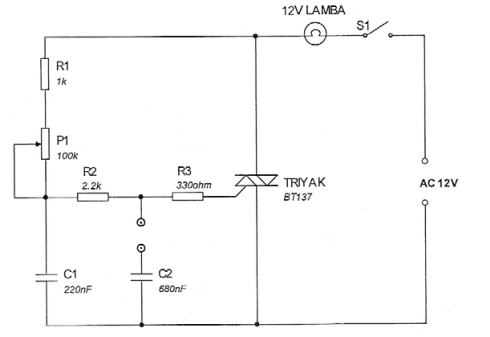 12V LAMBA
S1
R1
1k
P1
100k
R2
2.2k
R3
330ohm
TRIYAK
BT137
AC 12V
C1
220nF
C2
680nF